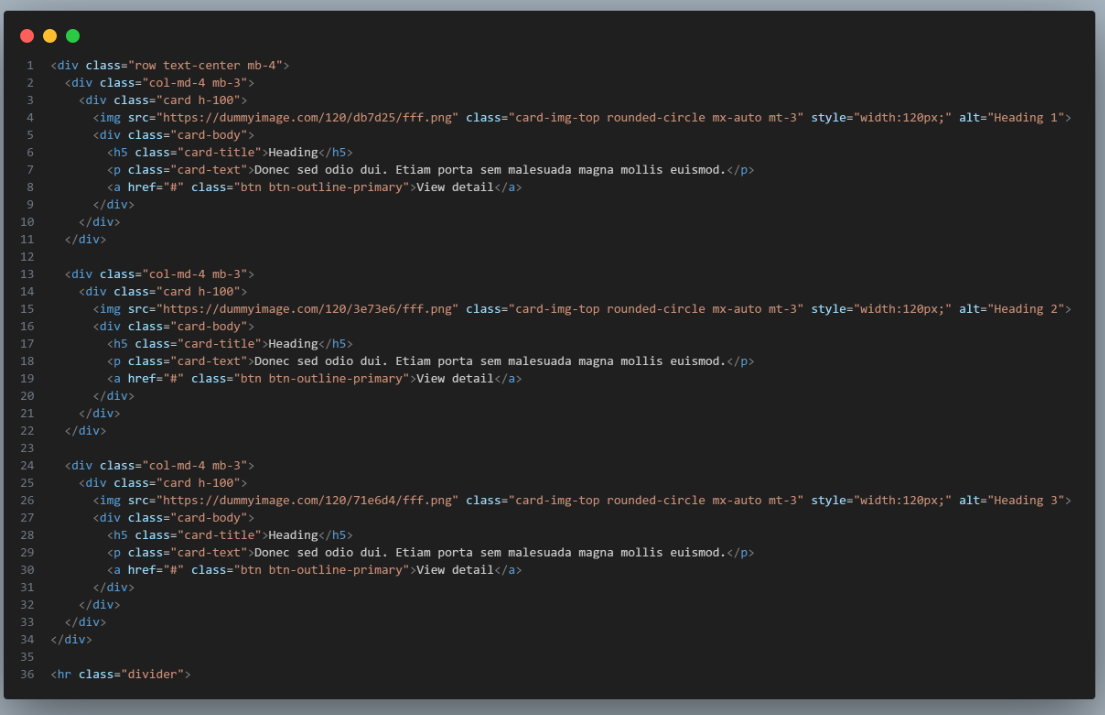 1 <div class="row text-center mb-4">
2   <div class="col-md-4 mb-3">
3     <div class="card h-100">
4       <img src="https://dummyimage.com/120/db7d25/fff.png" class="card-img-top rounded-circle mx-auto mt-3" style="width:120px;" alt="Heading 1">
5       <div class="card-body">
6         <h5 class="card-title">Heading</h5>
7         <p class="card-text">Donec sed odio dui. Etiam porta sem malesuada magna mollis euismod.</p>
8         <a href="#" class="btn btn-outline-primary">View detail</a>
9       </div>
10     </div>
11   </div>
12
13   <div class="col-md-4 mb-3">
14     <div class="card h-100">
15       <img src="https://dummyimage.com/120/3e73e6/fff.png" class="card-img-top rounded-circle mx-auto mt-3" style="width:120px;" alt="Heading 2">
16       <div class="card-body">
17         <h5 class="card-title">Heading</h5>
18         <p class="card-text">Donec sed odio dui. Etiam porta sem malesuada magna mollis euismod.</p>
19         <a href="#" class="btn btn-outline-primary">View detail</a>
20       </div>
21     </div>
22   </div>
23
24   <div class="col-md-4 mb-3">
25     <div class="card h-100">
26       <img src="https://dummyimage.com/120/71e6d4/fff.png" class="card-img-top rounded-circle mx-auto mt-3" style="width:120px;" alt="Heading 3">
27       <div class="card-body">
28         <h5 class="card-title">Heading</h5>
29         <p class="card-text">Donec sed odio dui. Etiam porta sem malesuada magna mollis euismod.</p>
30         <a href="#" class="btn btn-outline-primary">View detail</a>
31       </div>
32     </div>
33   </div>
34 </div>
35
36 <hr class="divider">